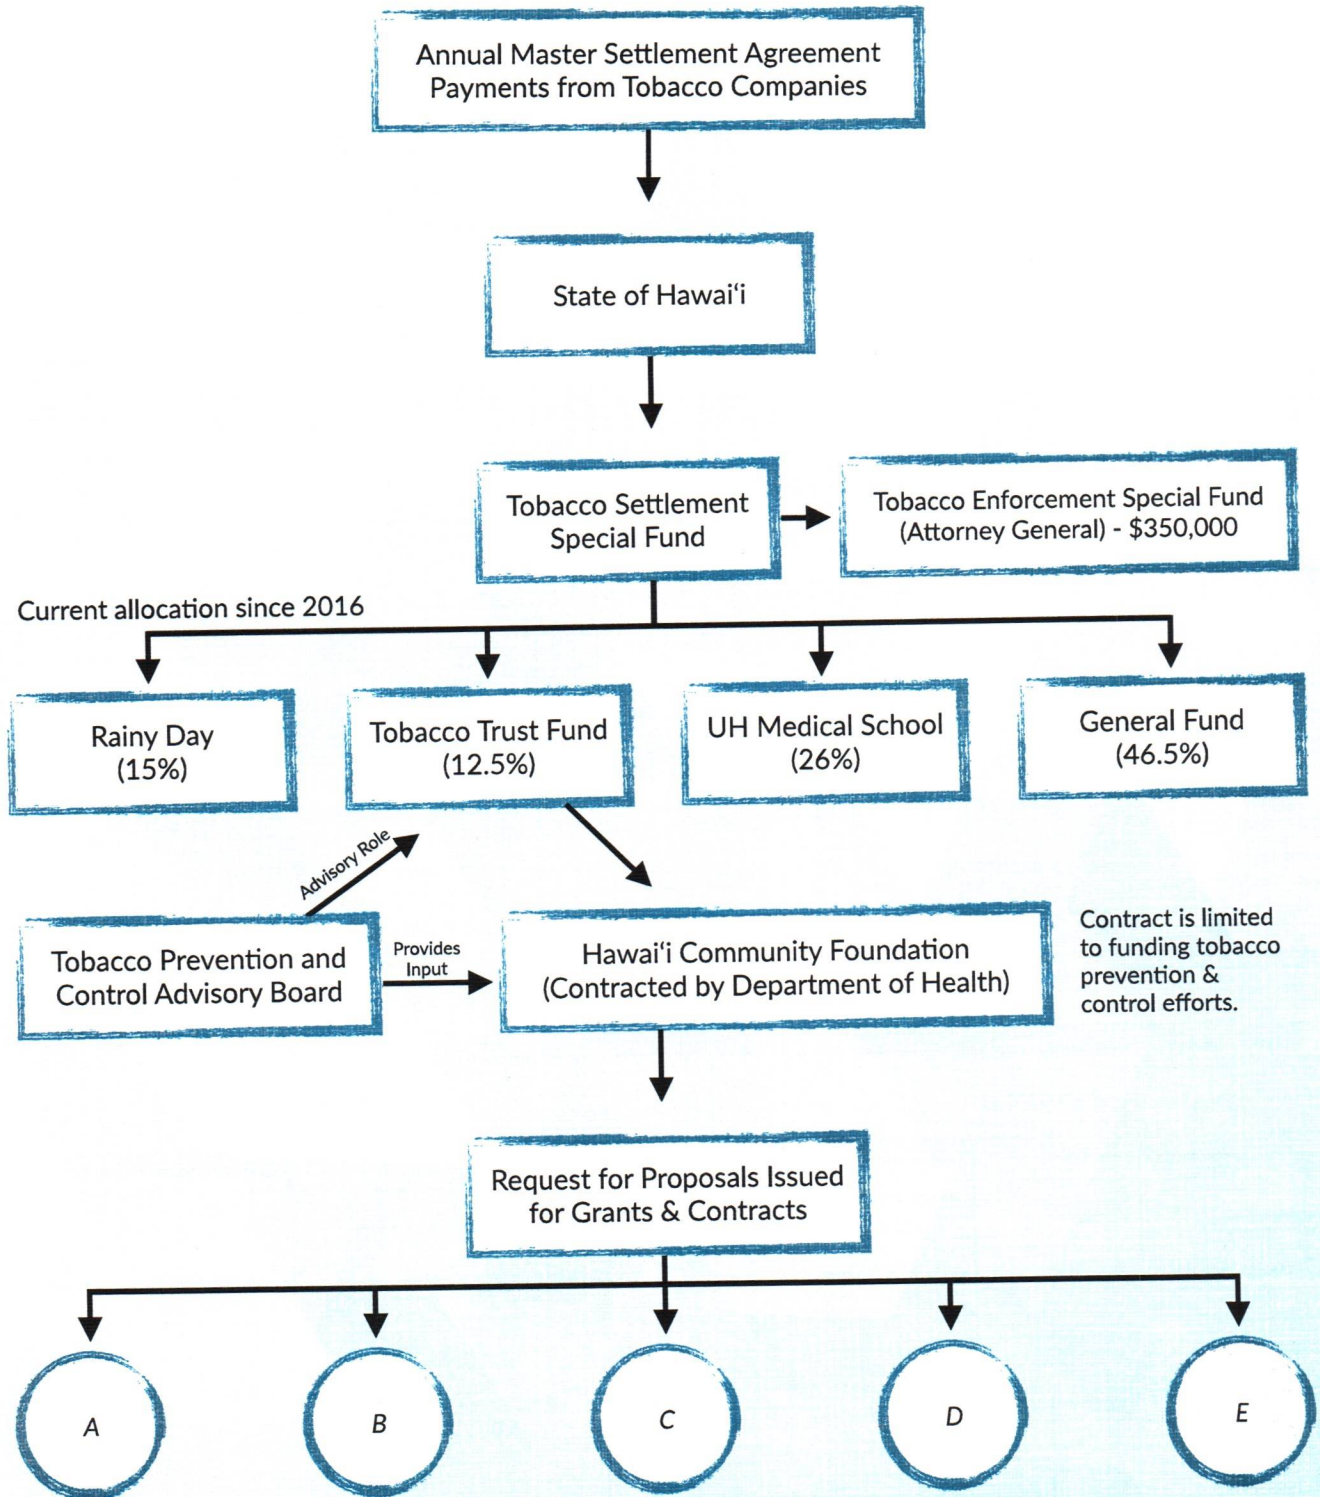 Annual Master Settlement Agreement
Payments from Tobacco Companies
State of Hawaiʻi
Tobacco Settlement
Special Fund
Tobacco Enforcement Special Fund
(Attorney General) - $350,000
Current allocation since 2016
Rainy Day
(15%)
Tobacco Trust Fund
(12.5%)
UH Medical School
(26%)
General Fund
(46.5%)
Advisory Role
Tobacco Prevention and
Control Advisory Board
Provides
Input
Hawaiʻi Community Foundation
(Contracted by Department of Health)
Contract is limited
to funding tobacco
prevention &
control efforts.
Request for Proposals Issued
for Grants & Contracts
A
B
C
D
E